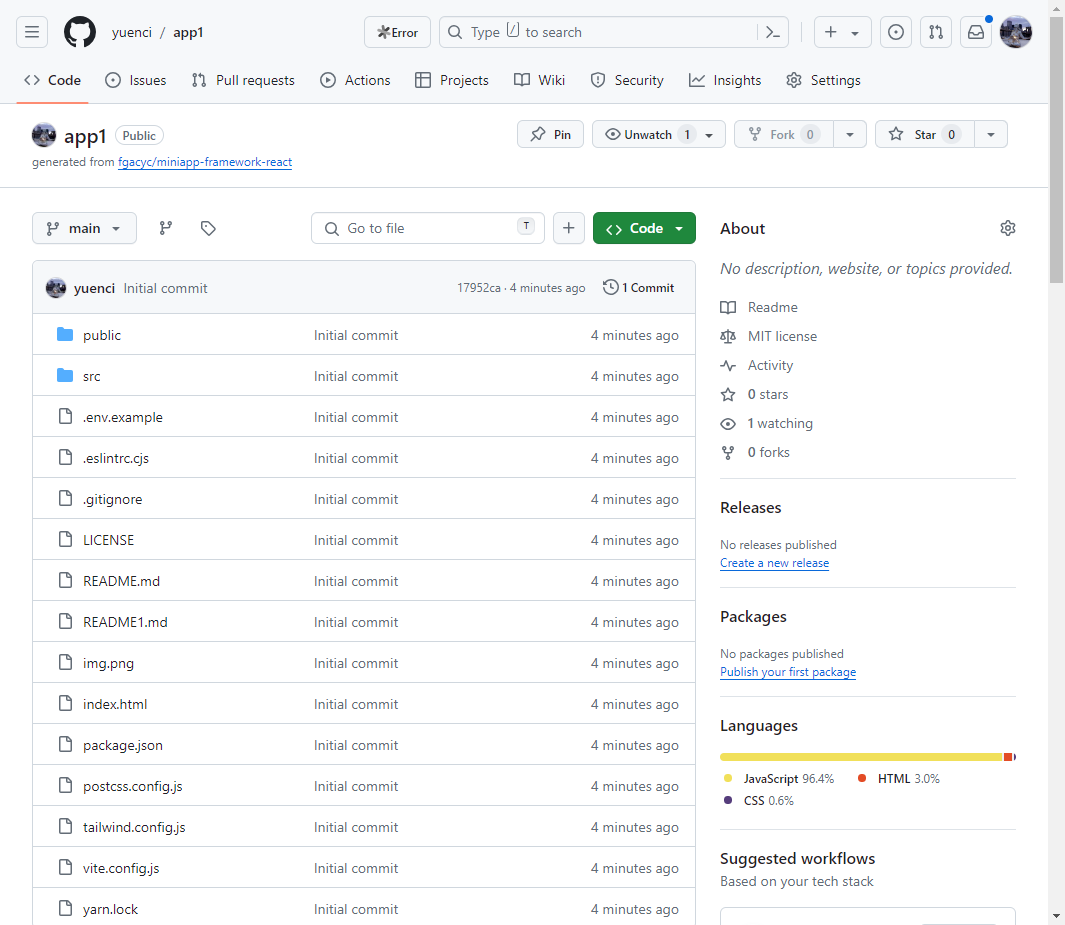 yuenci / app1
Error
Type / to search
Code Issues Pull requests Actions Projects Wiki Security Insights Settings
app1 Public
generated from fgacyc/miniapp-framework-react
Pin Unwatch 1 Fork 0 Star 0
main
Go to file T
Code
yuenci Initial commit 17952ca · 4 minutes ago 1 Commit
public Initial commit 4 minutes ago
src Initial commit 4 minutes ago
.env.example Initial commit 4 minutes ago
.eslintrc.cjs Initial commit 4 minutes ago
.gitignore Initial commit 4 minutes ago
LICENSE Initial commit 4 minutes ago
README.md Initial commit 4 minutes ago
README1.md Initial commit 4 minutes ago
img.png Initial commit 4 minutes ago
index.html Initial commit 4 minutes ago
package.json Initial commit 4 minutes ago
postcss.config.js Initial commit 4 minutes ago
tailwind.config.js Initial commit 4 minutes ago
vite.config.js Initial commit 4 minutes ago
yarn.lock Initial commit 4 minutes ago
About
No description, website, or topics provided.
Readme
MIT license
Activity
0 stars
1 watching
0 forks
Releases
No releases published
Create a new release
Packages
No packages published
Publish your first package
Languages
JavaScript 96.4% HTML 3.0%
CSS 0.6%
Suggested workflows
Based on your tech stack